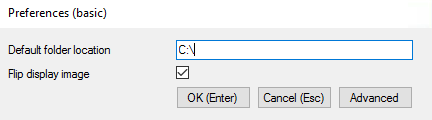 Preferences (basic)
Default folder location C:\
Flip display image
OK (Enter) Cancel (Esc) Advanced